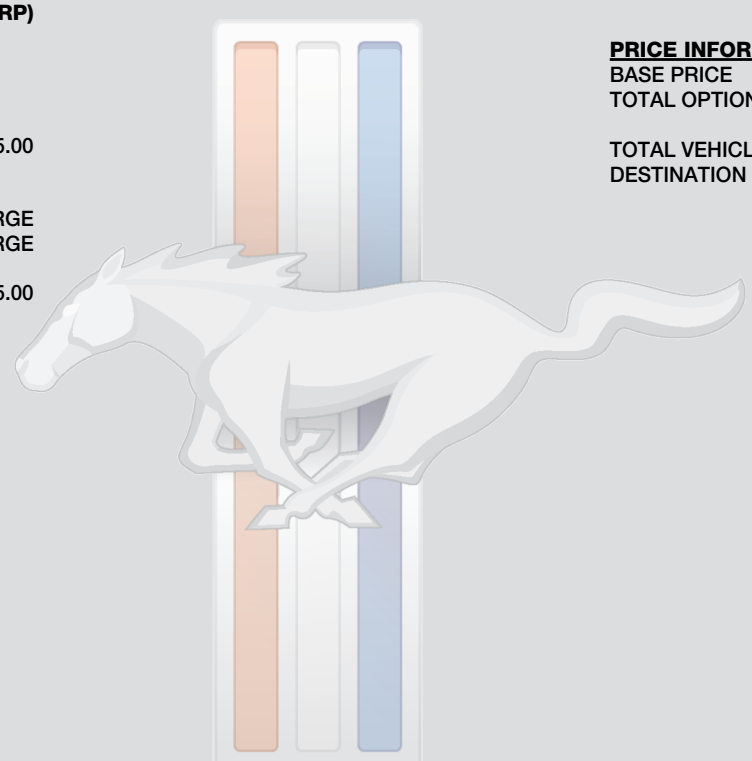 RP)
5.00
RGE
RGE
5.00
PRICE INFOR
BASE PRICE
TOTAL OPTION
TOTAL VEHICL
DESTINATION